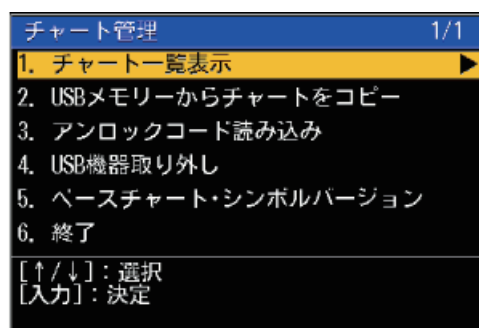 チャート管理 1/1
1. チャート一覧表示 ▶
2. USBメモリーからチャートをコピー
3. アンロックコード読み込み
4. USB機器取り外し
5. ベースチャート･シンボルバージョン
6. 終了
[↑/↓]:選択
[入力]:決定